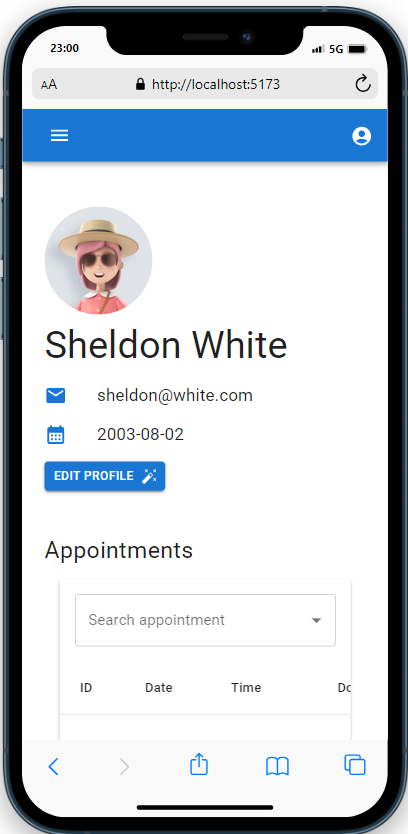 23:00
5G
AA
http://localhost:5173
Sheldon White
sheldon@white.com
2003-08-02
EDIT PROFILE
Appointments
Search appointment
ID Date Time